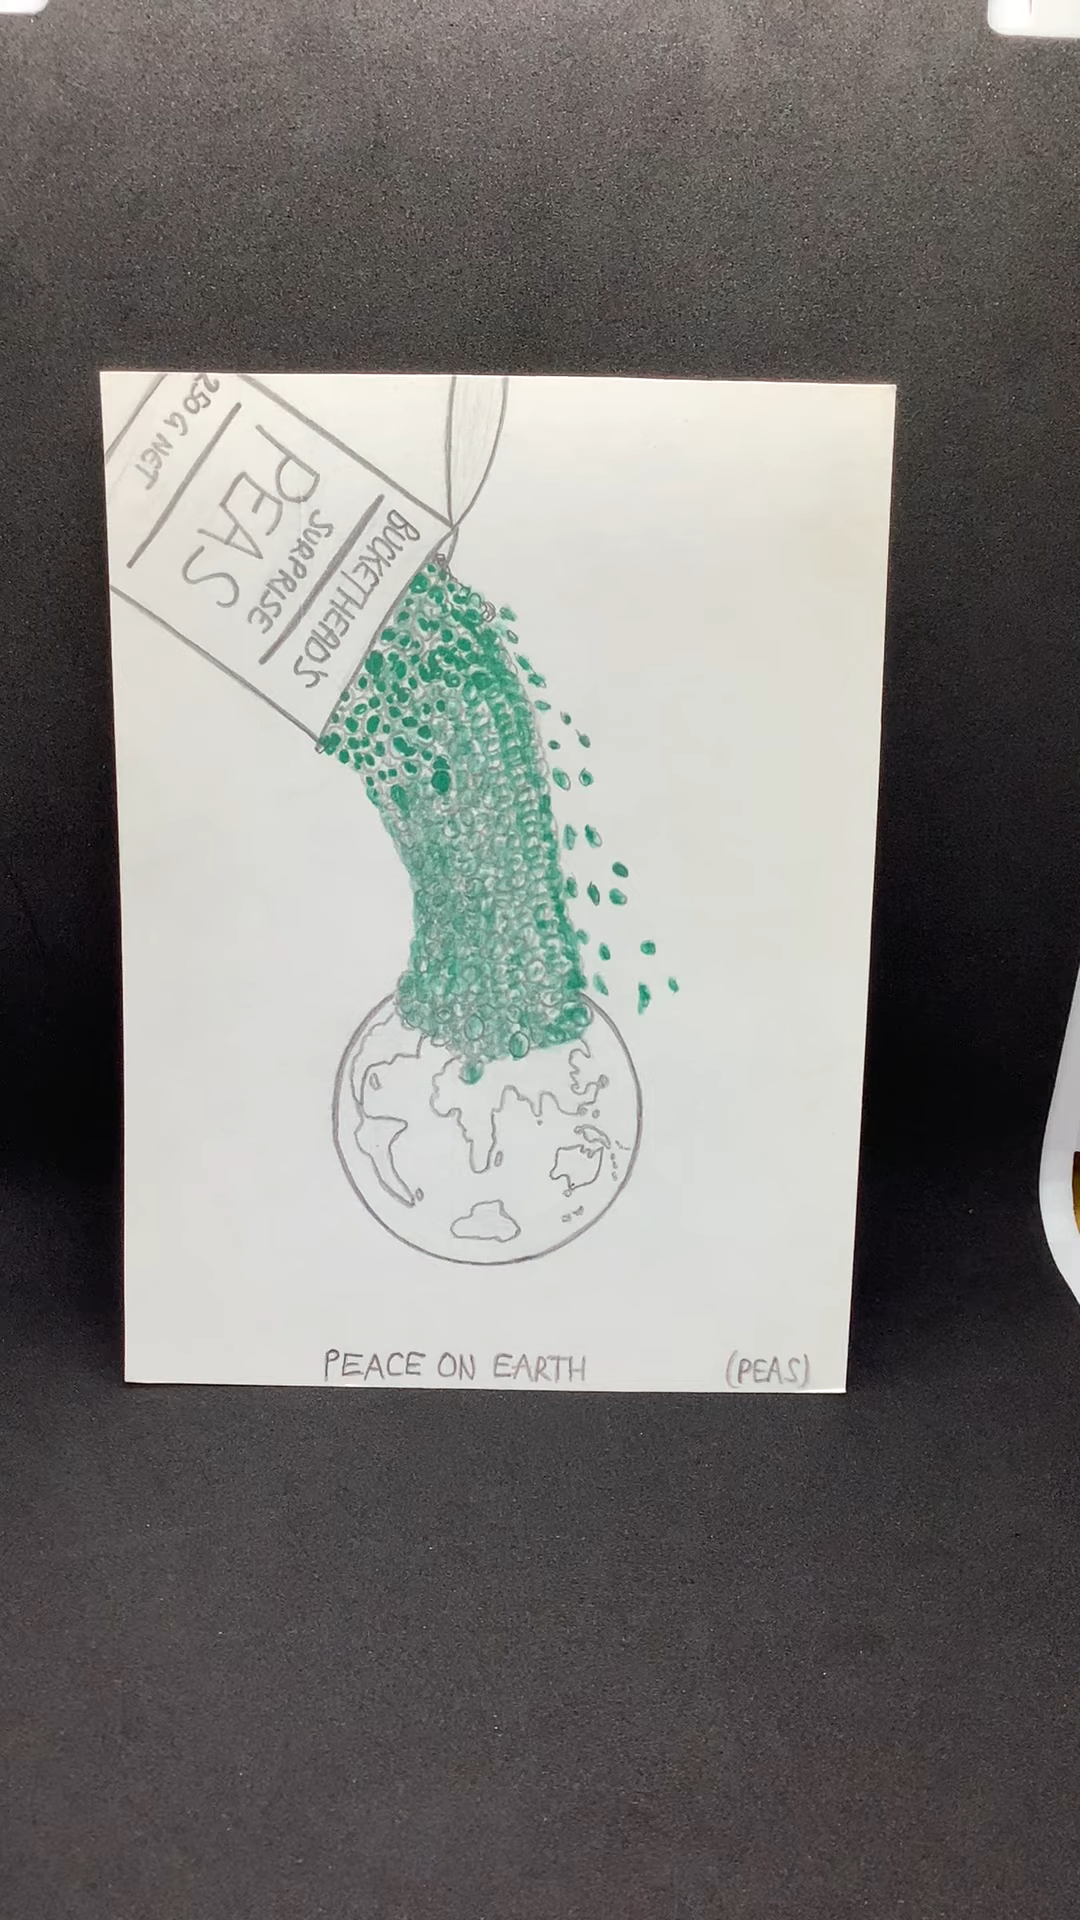 BUCKETHEAD'S
SURPRISE
PEAS
250 G NET
PEACE ON EARTH
(PEAS)